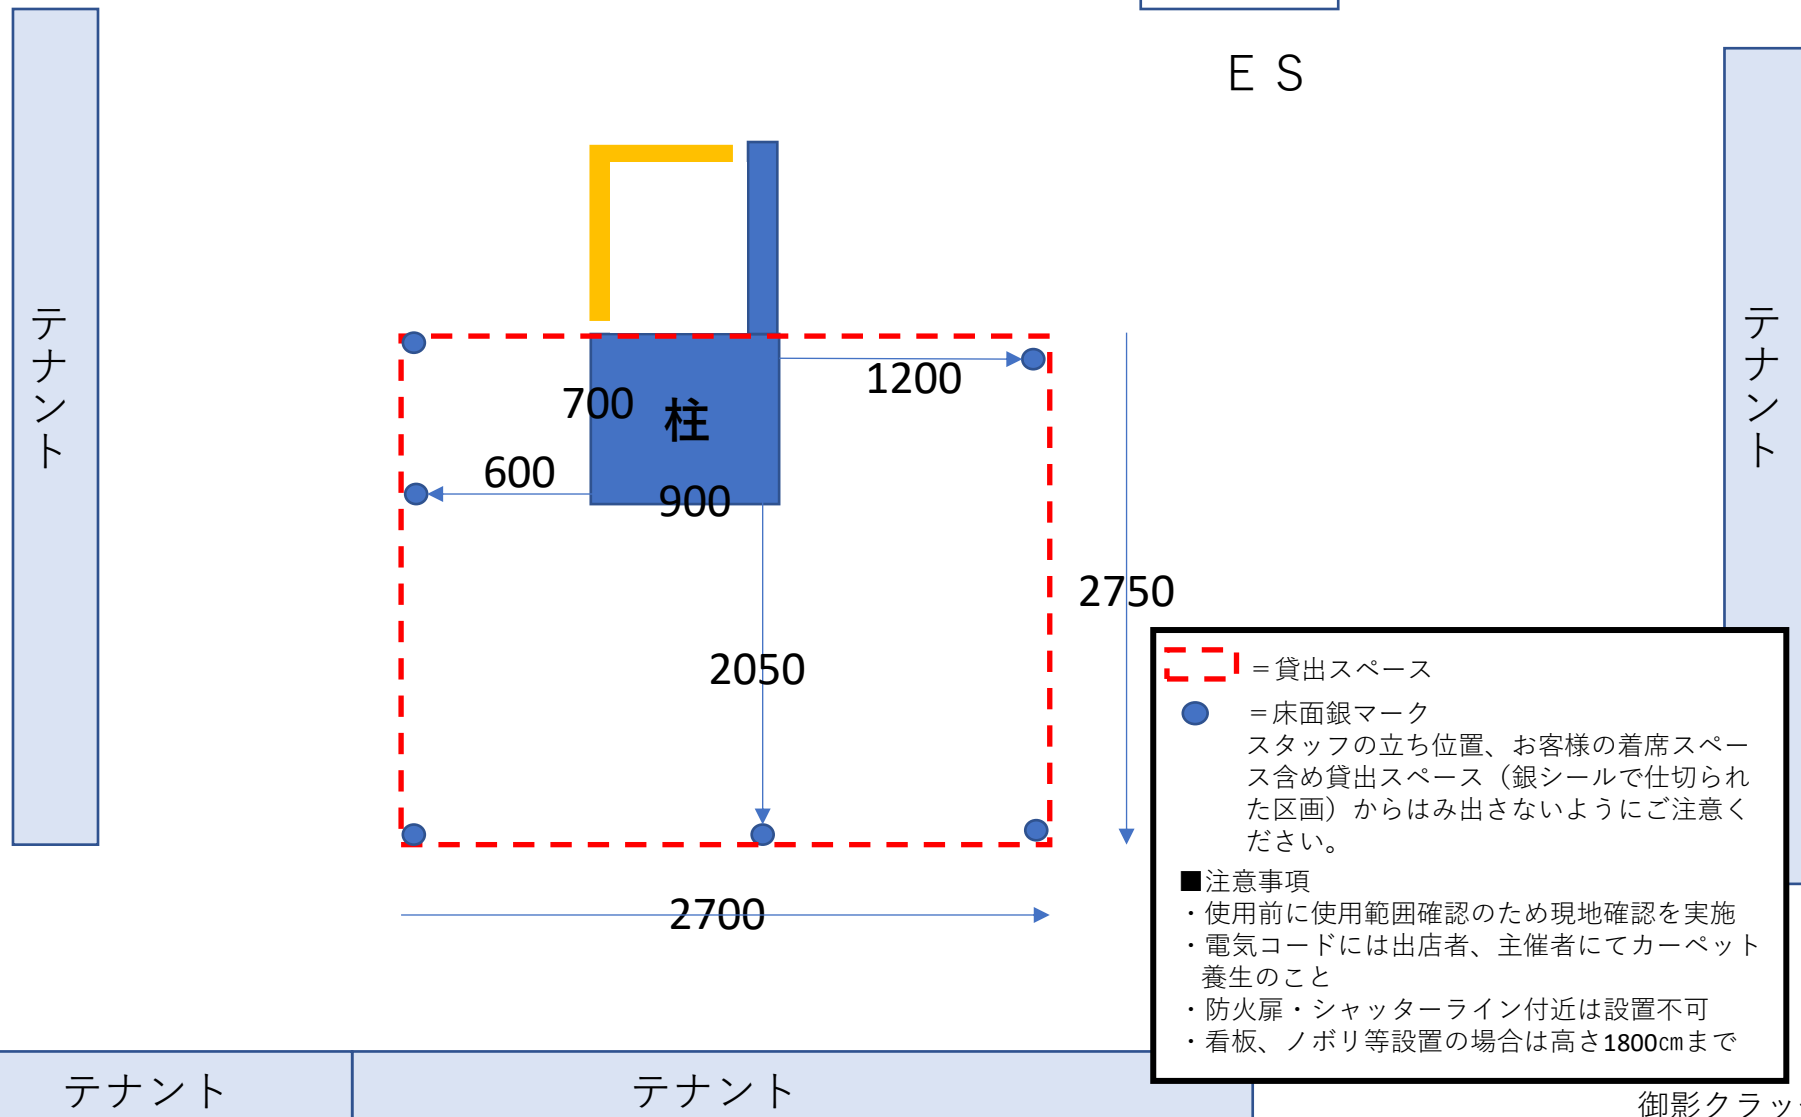 ＥＳ
テナント
テナント
1200
700
柱
600
900
2750
2050
2700
＝貸出スペース
＝床面銀マーク
スタッフの立ち位置、お客様の着席スペー
ス含め貸出スペース（銀シールで仕切られ
た区画）からはみ出さないようにご注意く
ださい。
■注意事項
・使用前に使用範囲確認のため現地確認を実施
・電気コードには出店者、主催者にてカーペット
養生のこと
・防火扉・シャッターライン付近は設置不可
・看板、ノボリ等設置の場合は高さ1800㎝まで
テナント
テナント
御影クラッ